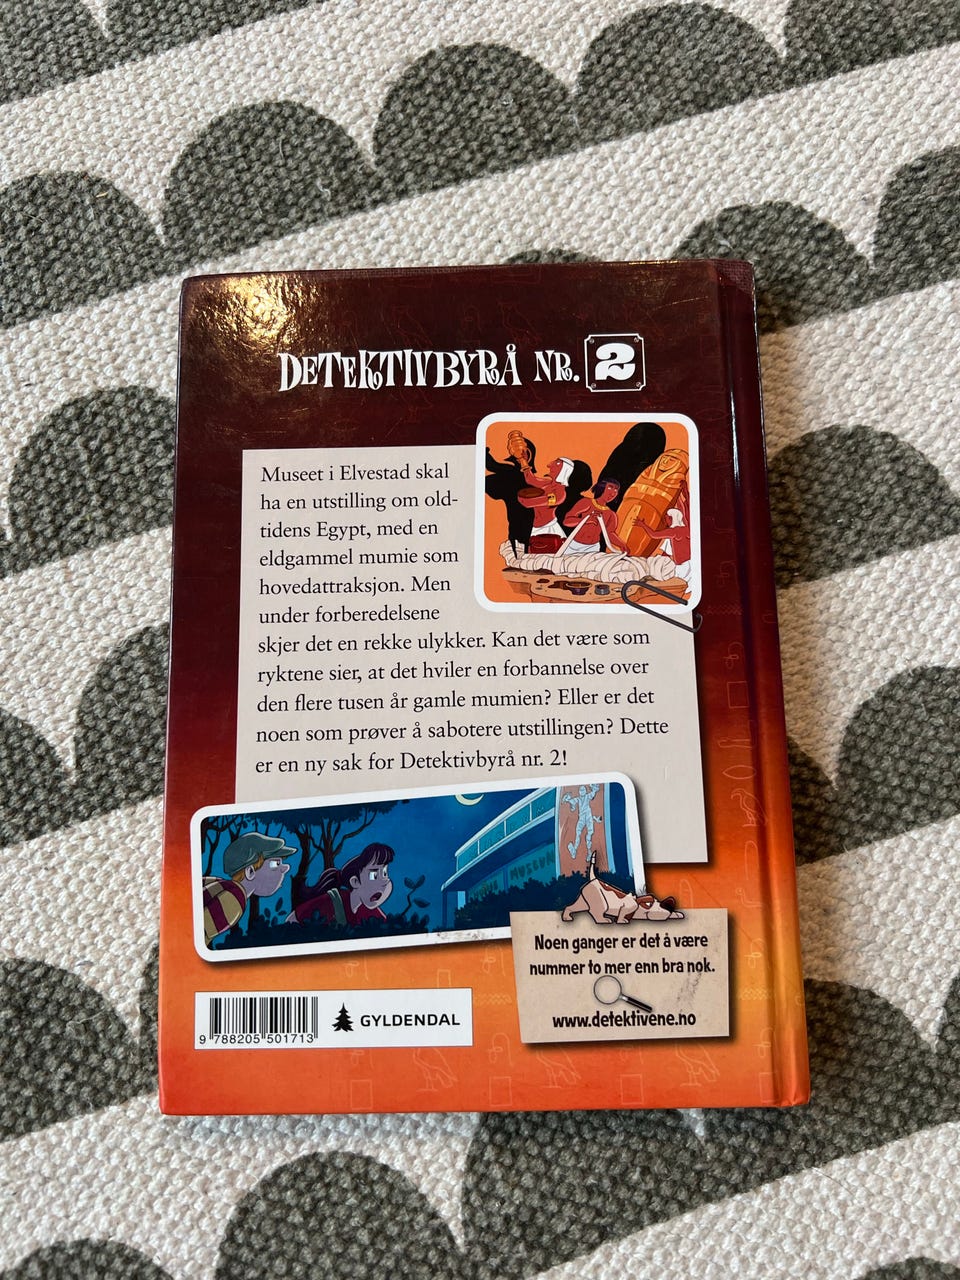 DETEKTIVBYRÅ NR. 2
Museet i Elvestad skal
ha en utstilling om old-
tidens Egypt, med en
eldgammel mumie som
hovedattraksjon. Men
under forberedelsene
skjer det en rekke ulykker. Kan det være som
ryktene sier, at det hviler en forbannelse over
den flere tusen år gamle mumien? Eller er det
noen som prøver å sabotere utstillingen? Dette
er en ny sak for Detektivbyrå nr. 2!
MUSEUM
Noen ganger er det å være
nummer to mer enn bra nok.
www.detektivene.no
GYLDENDAL
9 788205 501713